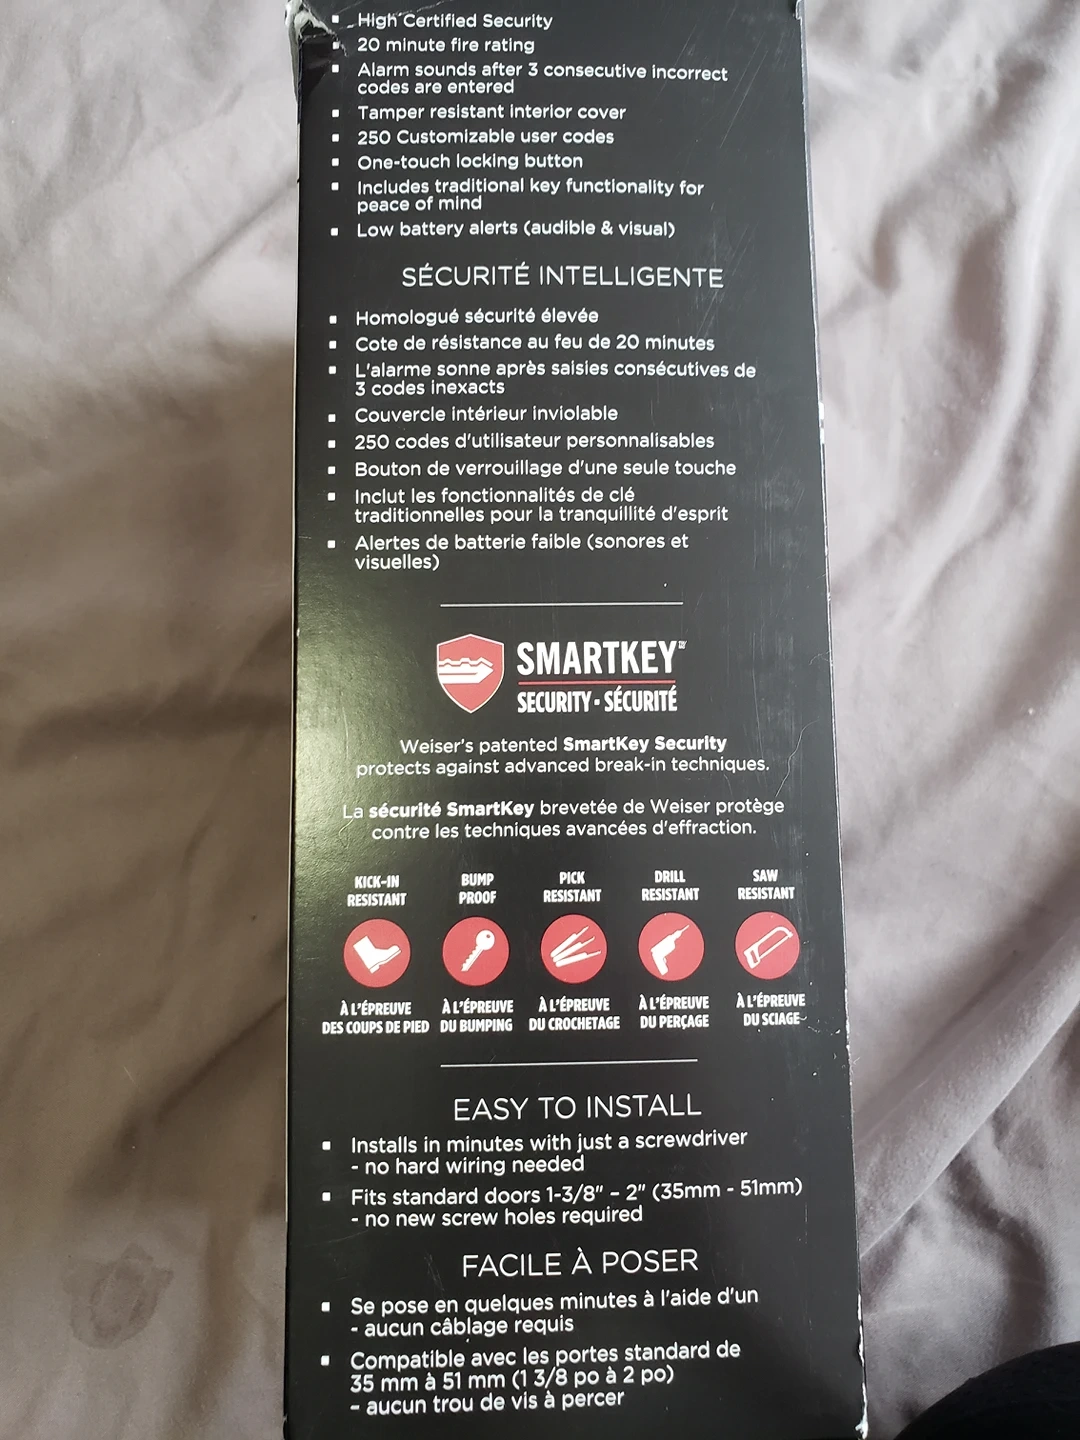 ▪ High Certified Security
▪ 20 minute fire rating
▪ Alarm sounds after 3 consecutive incorrect
codes are entered
▪ Tamper resistant interior cover
▪ 250 Customizable user codes
▪ One-touch locking button
▪ Includes traditional key functionality for
peace of mind
▪ Low battery alerts (audible & visual)
SÉCURITÉ INTELLIGENTE
▪ Homologué sécurité élevée
▪ Cote de résistance au feu de 20 minutes
▪ L'alarme sonne après saisies consécutives de
3 codes inexacts
▪ Couvercle intérieur inviolable
▪ 250 codes d'utilisateur personnalisables
▪ Bouton de verrouillage d'une seule touche
▪ Inclut les fonctionnalités de clé
traditionnelles pour la tranquillité d'esprit
▪ Alertes de batterie faible (sonores et
visuelles)
SMARTKEY
SECURITY ▪ SÉCURITÉ
Weiser's patented SmartKey Security
protects against advanced break-in techniques.
La sécurité SmartKey brevetée de Weiser protège
contre les techniques avancées d'effraction.
KICK-IN
RESISTANT
BUMP
PROOF
PICK
RESISTANT
DRILL
RESISTANT
SAW
RESISTANT
À L'ÉPREUVE
DES COUPS DE PIED
À L'ÉPREUVE
DU BUMPING
À L'ÉPREUVE
DU CROCHETAGE
À L'ÉPREUVE
DU PERÇAGE
À L'ÉPREUVE
DU SCIAGE
EASY TO INSTALL
▪ Installs in minutes with just a screwdriver
- no hard wiring needed
▪ Fits standard doors 1-3/8" – 2" (35mm - 51mm)
- no new screw holes required
FACILE À POSER
▪ Se pose en quelques minutes à l'aide d'un
- aucun câblage requis
▪ Compatible avec les portes standard de
35 mm à 51 mm (1 3/8 po à 2 po)
- aucun trou de vis à percer